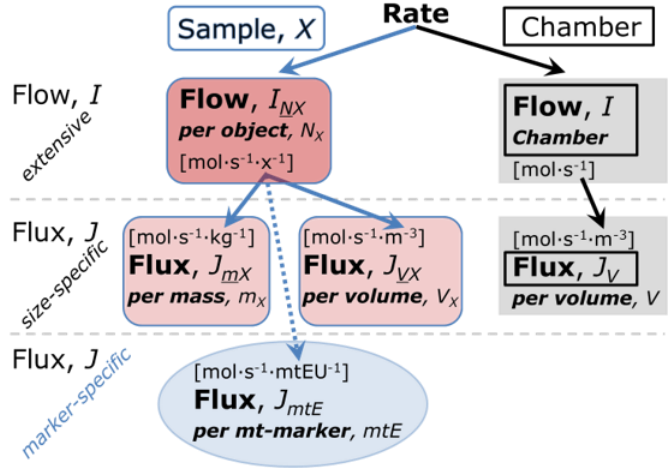 Rate
Sample, X
Chamber
Flow, I
extensive
Flow, I_NX
per object, N_X
[mol·s⁻¹·x⁻¹]
Flow, I
Chamber
[mol·s⁻¹]
Flux, J
size-specific
[mol·s⁻¹·kg⁻¹]
Flux, J_mX
per mass, m_X
[mol·s⁻¹·m⁻³]
Flux, J_VX
per volume, V_X
[mol·s⁻¹·m⁻³]
Flux, J_V
per volume, V
Flux, J
marker-specific
[mol·s⁻¹·mtEU⁻¹]
Flux, J_mtE
per mt-marker, mtE